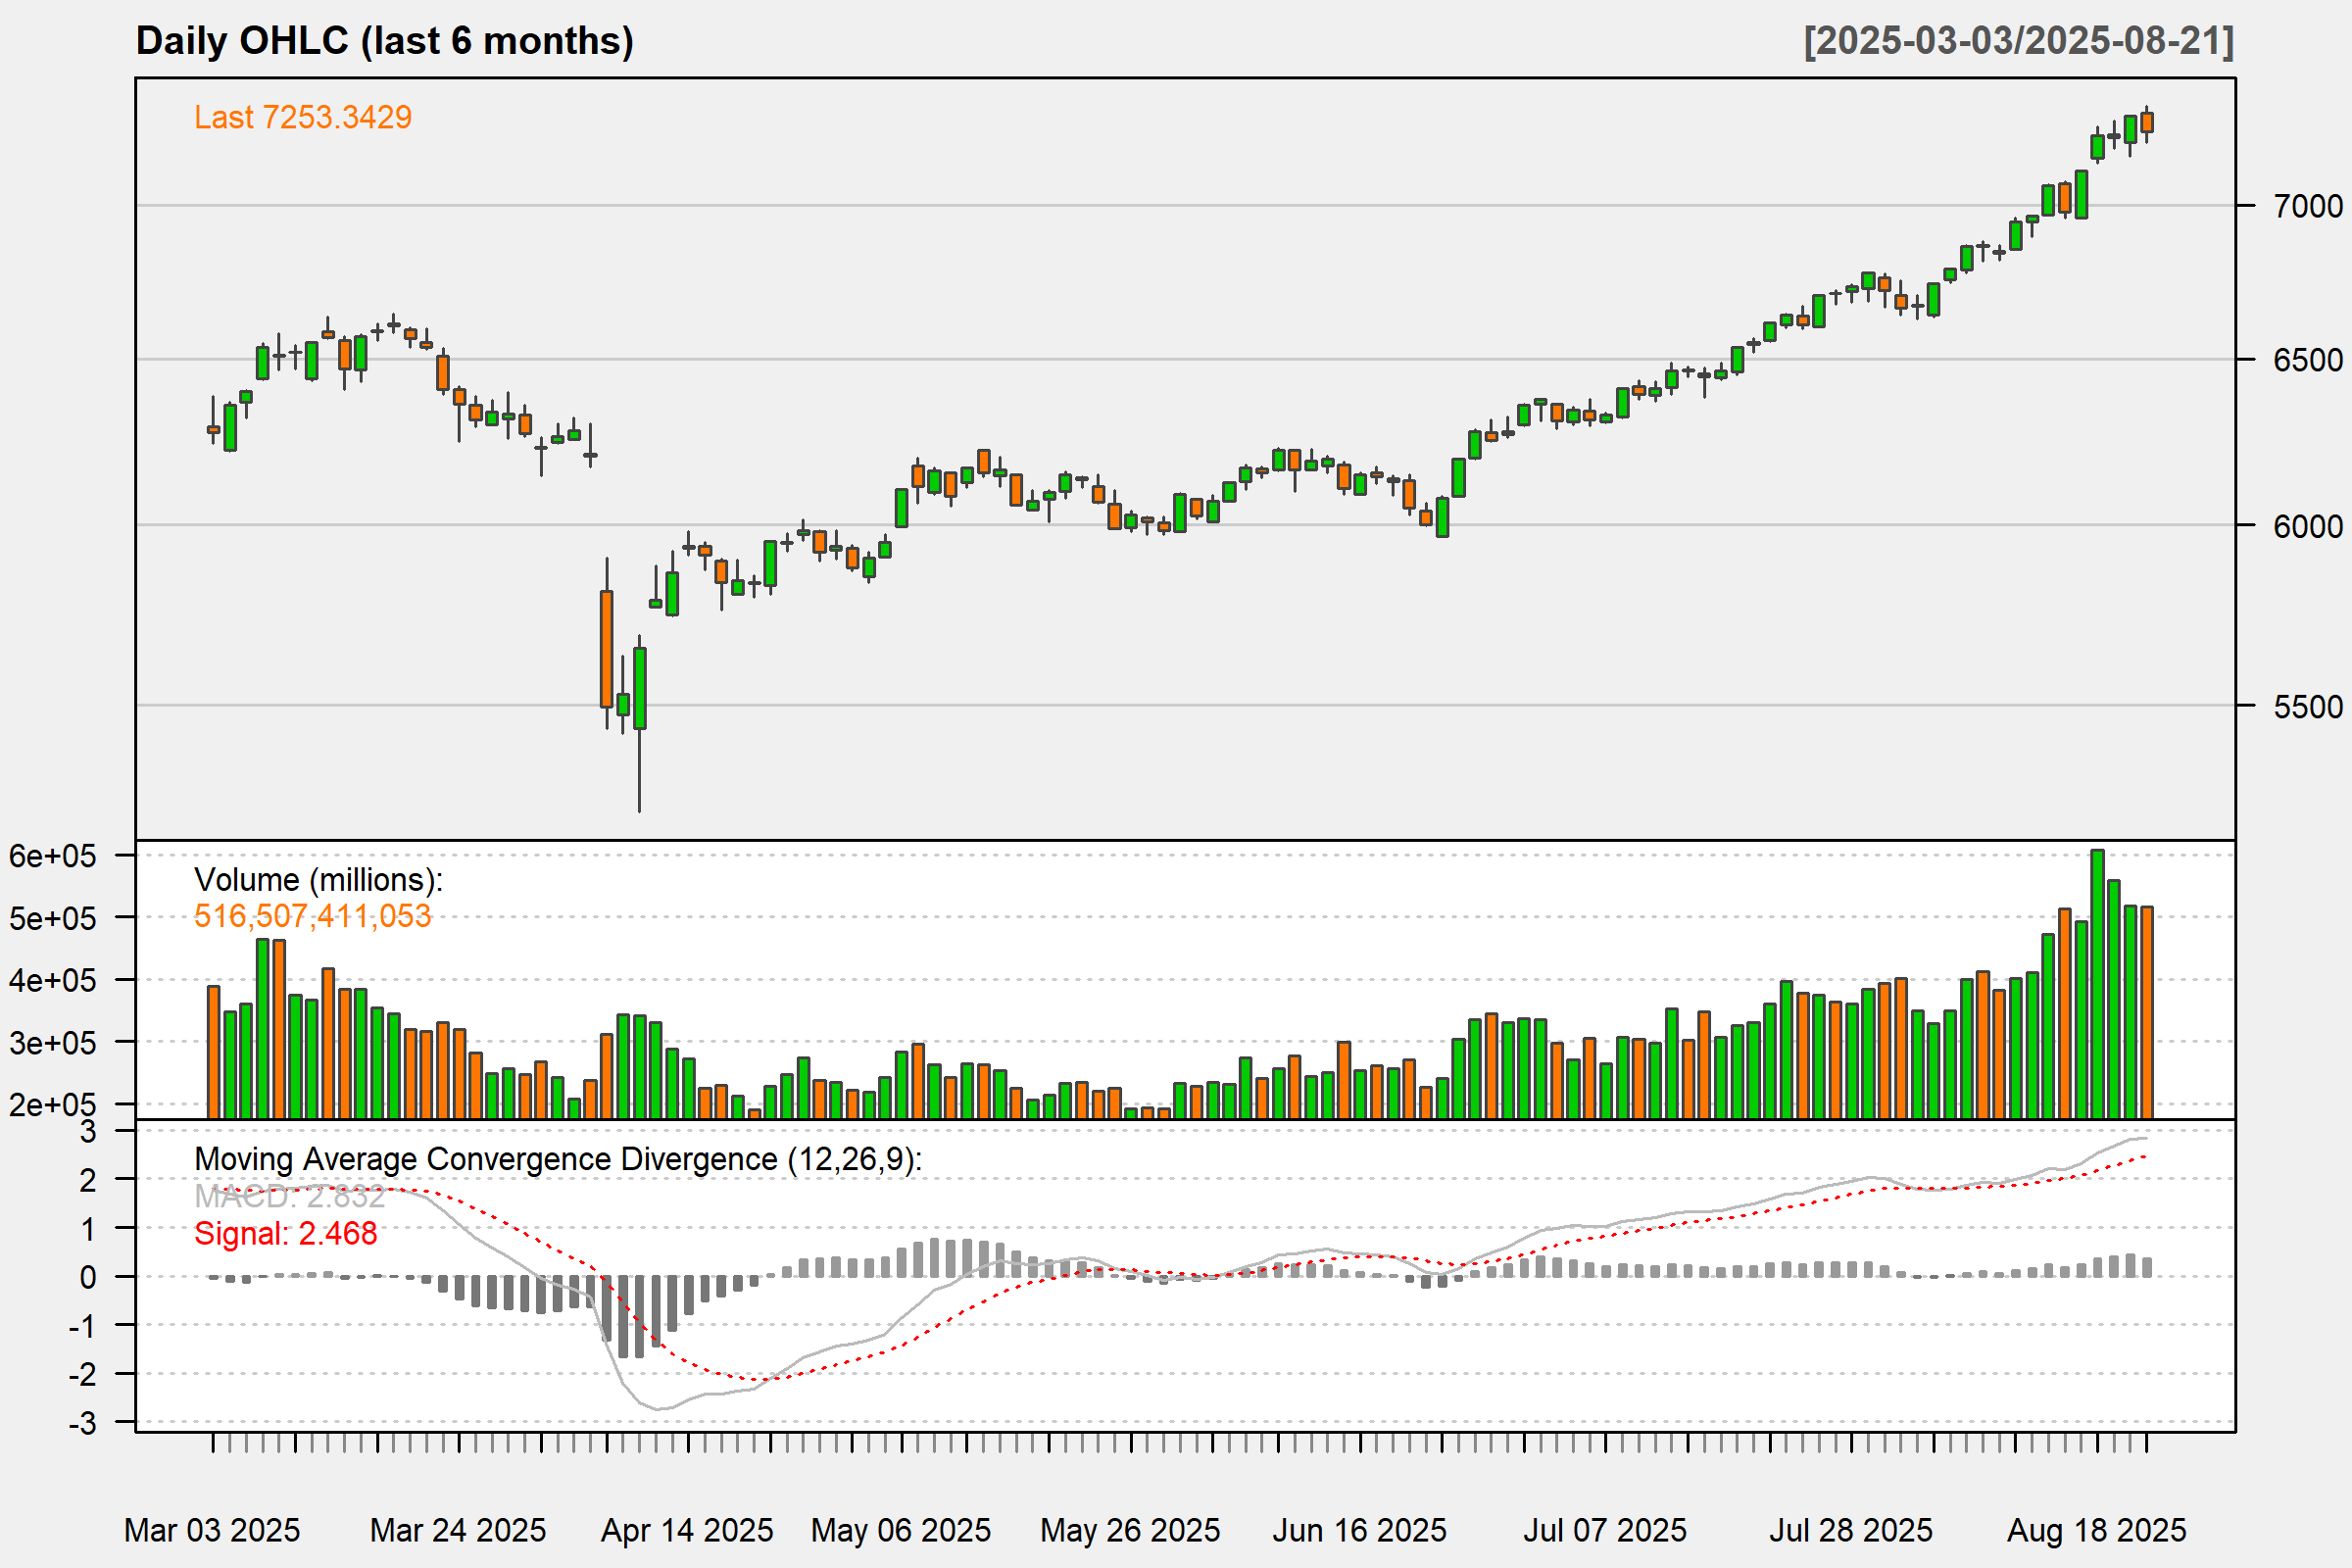 Daily OHLC (last 6 months)
[2025-03-03/2025-08-21]
Last 7253.3429
7000
6500
6000
5500
6e+05
5e+05
4e+05
3e+05
2e+05
Volume (millions):
516,507,411,053
3
2
1
0
-1
-2
-3
Moving Average Convergence Divergence (12,26,9):
MACD: 2.832
Signal: 2.468
Mar 03 2025
Mar 24 2025
Apr 14 2025
May 06 2025
May 26 2025
Jun 16 2025
Jul 07 2025
Jul 28 2025
Aug 18 2025